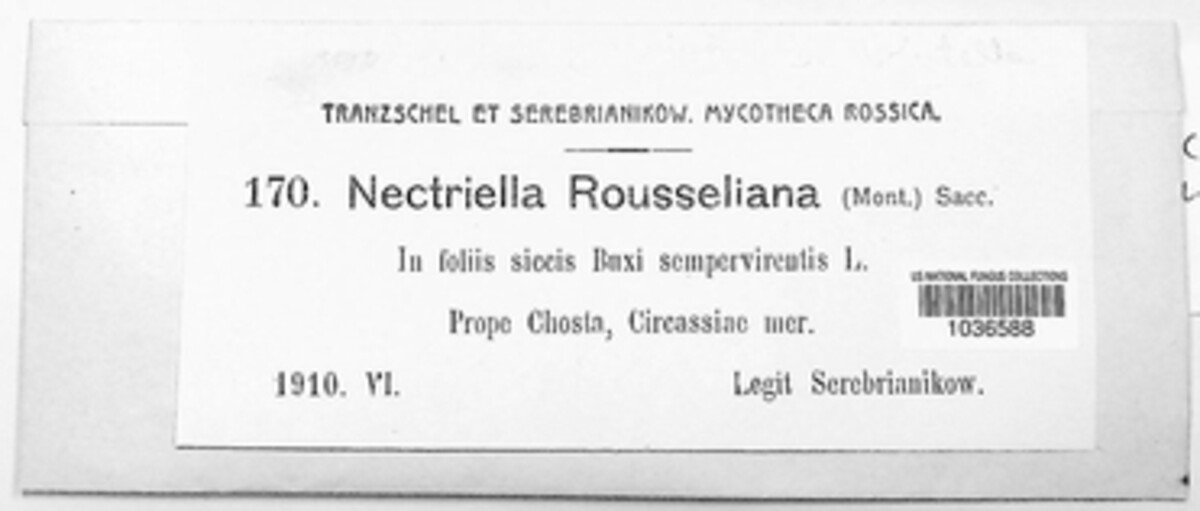 TRANZSCHEL ET SEREBRIANIKOW. MYCOTHECA ROSSICA.
170. Nectriella Rousseliana (Mont.) Sacc.
In foliis siccis Buxi sempervirentis L.
Prope Chosta, Circassiae mer.
US NATIONAL FUNGUS COLLECTIONS
1036588
1910. VI. Legit Serebrianikow.